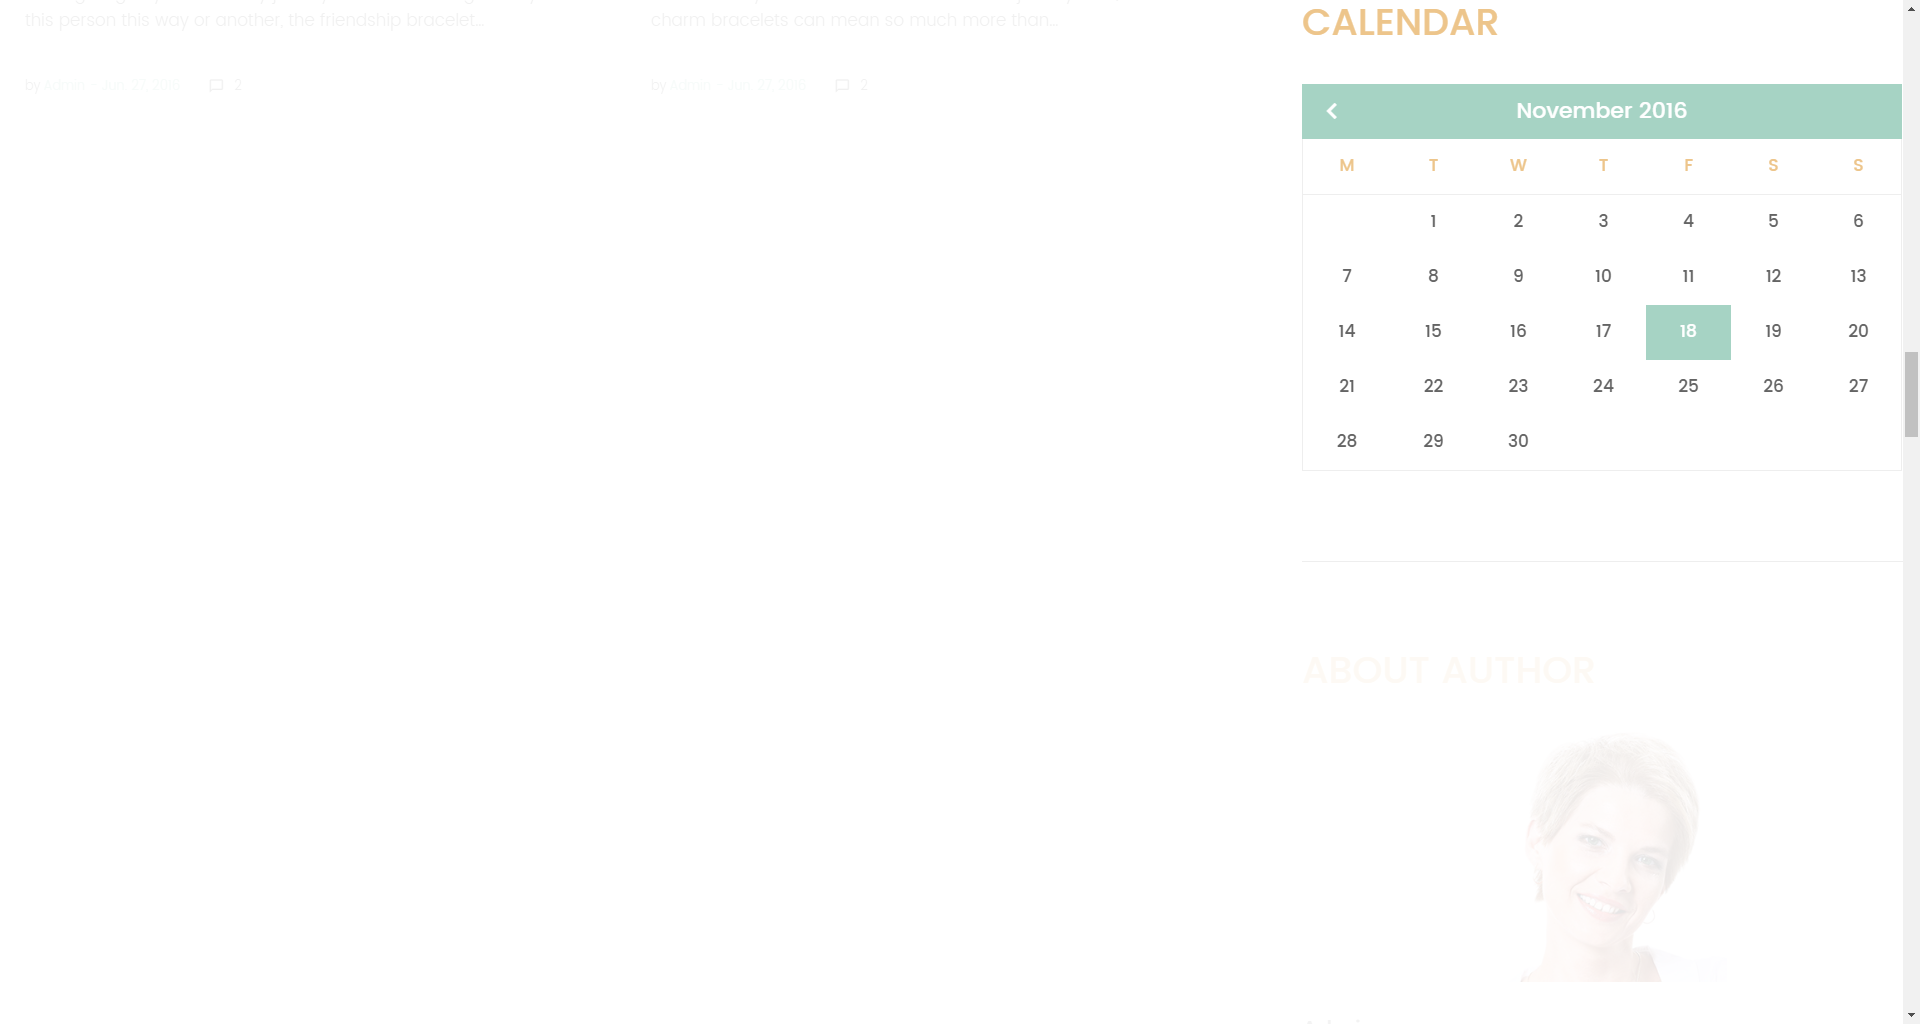 this person this way or another, the friendship bracelet...
by Admin Jun, 27, 2016 2
charm bracelets can mean so much more than...
by Admin Jun, 27, 2016 2
CALENDAR
November 2016
M T W T F S S
1 2 3 4 5 6
7 8 9 10 11 12 13
14 15 16 17 18 19 20
21 22 23 24 25 26 27
28 29 30
ABOUT AUTHOR